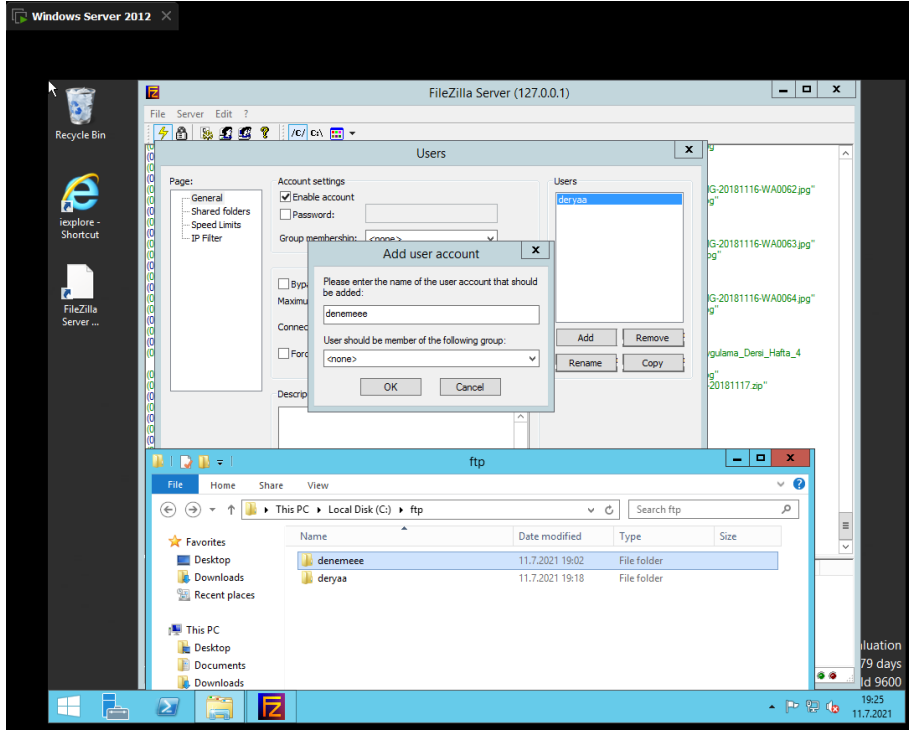 Windows Server 2012
Recycle Bin
iexplore -
Shortcut
FileZilla
Server ...
FileZilla Server (127.0.0.1)
File Server Edit ?
/C/ C:\
Users
Page:
General
Shared folders
Speed Limits
IP Filter
Account settings
Enable account
Password:
Group membership: <none>
Maximu
Connec
Forc
Descrip
Users
deryaa
Add Remove
Rename Copy
Add user account
Please enter the name of the user account that should
be added:
denemeee
User should be member of the following group:
<none>
OK Cancel
G-20181116-WA0062.jpg"
G-20181116-WA0063.jpg"
G-20181116-WA0064.jpg"
ygulama_Dersi_Hafta_4
-20181117.zip"
ftp
File Home Share View
This PC Local Disk (C:) ftp
Search ftp
Name Date modified Type Size
denemeee 11.7.2021 19:02 File folder
deryaa 11.7.2021 19:18 File folder
Favorites
Desktop
Downloads
Recent places
This PC
Desktop
Documents
Downloads
luation
79 days
ld 9600
19:25
11.7.2021